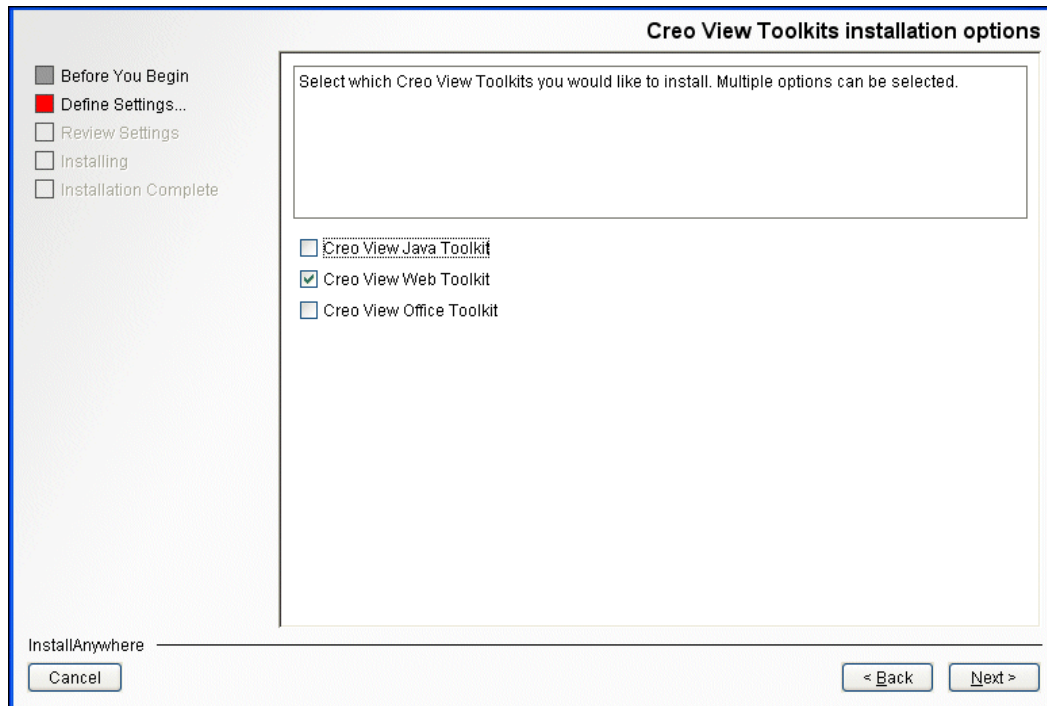 Creo View Toolkits installation options
Before You Begin
Define Settings...
Review Settings
Installing
Installation Complete
Select which Creo View Toolkits you would like to install. Multiple options can be selected.
Creo View Java Toolkit
Creo View Web Toolkit
Creo View Office Toolkit
InstallAnywhere
Cancel
< Back
Next >